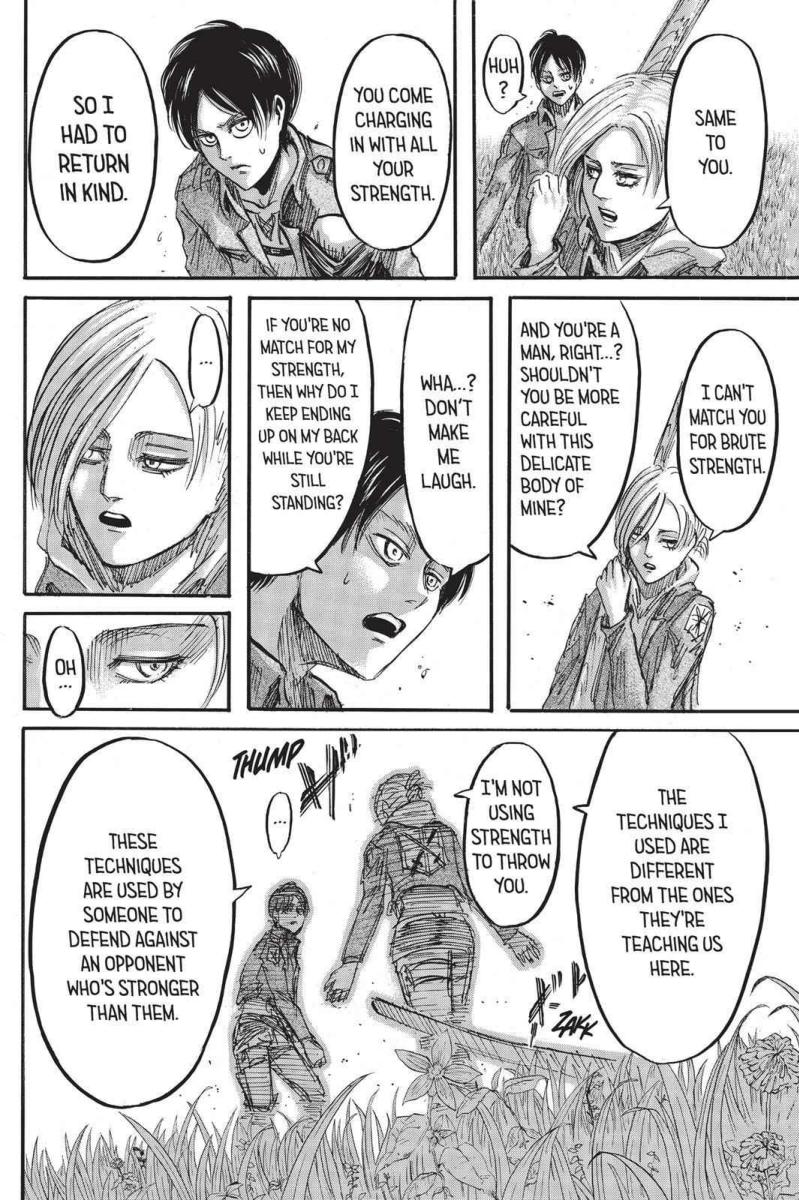 SAME
TO
YOU.
HUH
?
YOU COME
CHARGING
IN WITH ALL
YOUR
STRENGTH.
SO I
HAD TO
RETURN
IN KIND.
I CAN'T
MATCH YOU
FOR BRUTE
STRENGTH.
AND YOU'RE A
MAN, RIGHT...?
SHOULDN'T
YOU BE MORE
CAREFUL
WITH THIS
DELICATE
BODY OF
MINE?
WHA...?
DON'T
MAKE
ME
LAUGH.
IF YOU'RE NO
MATCH FOR MY
STRENGTH,
THEN WHY DO I
KEEP ENDING
UP ON MY BACK
WHILE YOU'RE
STILL
STANDING?
...
OH
...
THE
TECHNIQUES I
USED ARE
DIFFERENT
FROM THE ONES
THEY'RE
TEACHING US
HERE.
I'M NOT
USING
STRENGTH
TO THROW
YOU.
ザッ
ZAKK
ザッ
THUMP
...
THESE
TECHNIQUES
ARE USED BY
SOMEONE TO
DEFEND AGAINST
AN OPPONENT
WHO'S STRONGER
THAN THEM.